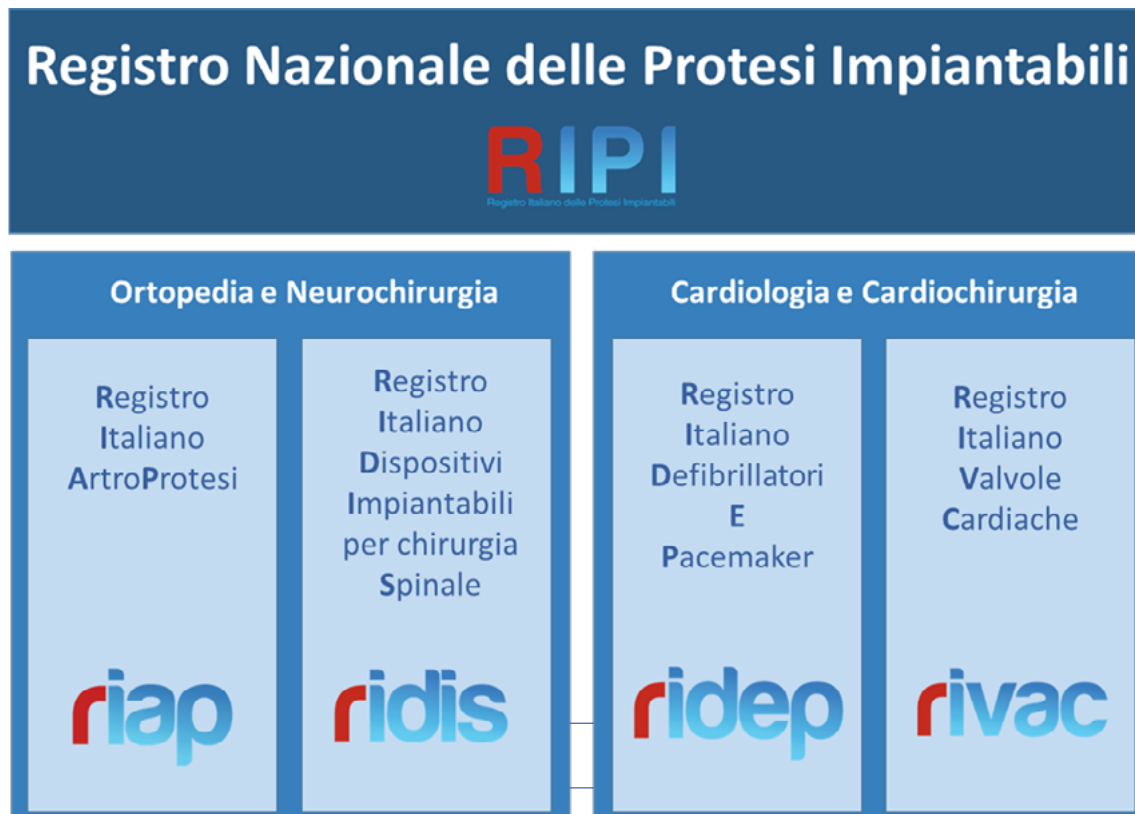 Registro Nazionale delle Protesi Impiantabili
RIPI
Registro Italiano delle Protesi Impiantabili
Ortopedia e Neurochirurgia
Registro
Italiano
ArtroProtesi
riap
Registro
Italiano
Dispositivi
Impiantabili
per chirurgia
Spinale
ridis
Cardiologia e Cardiochirurgia
Registro
Italiano
Defibrillatori
E
Pacemaker
ridep
Registro
Italiano
Valvole
Cardiache
rivac